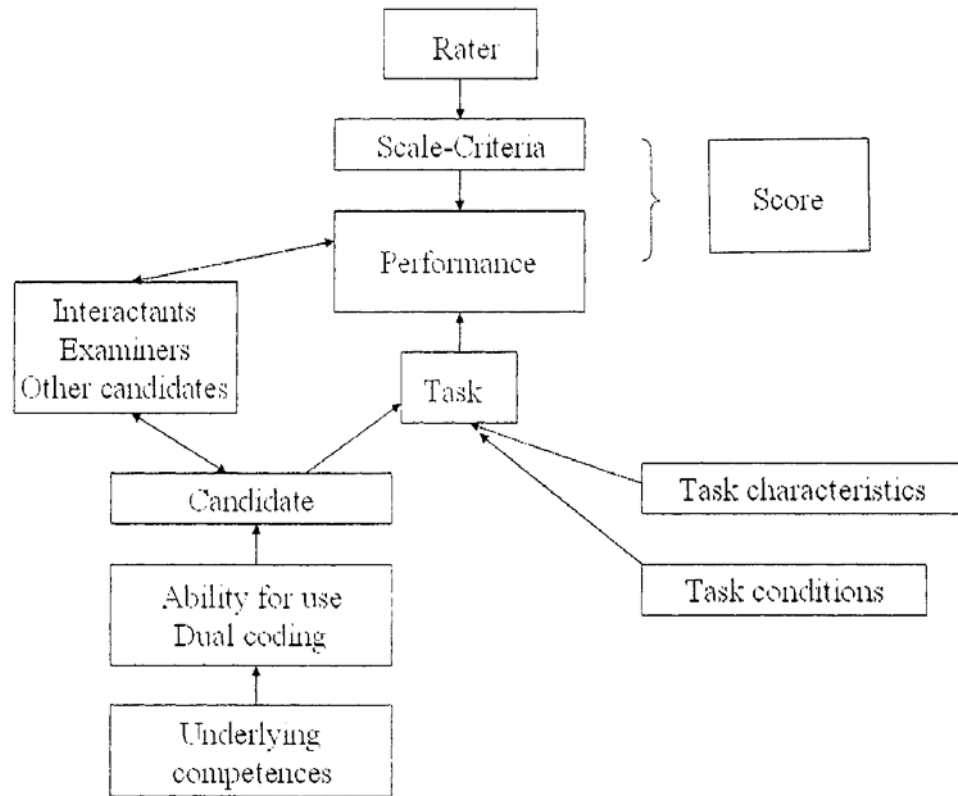 Rater
Scale-Criteria
Score
Performance
Interactants
Examiners
Other candidates
Task
Task characteristics
Candidate
Task conditions
Ability for use
Dual coding
Underlying
competences